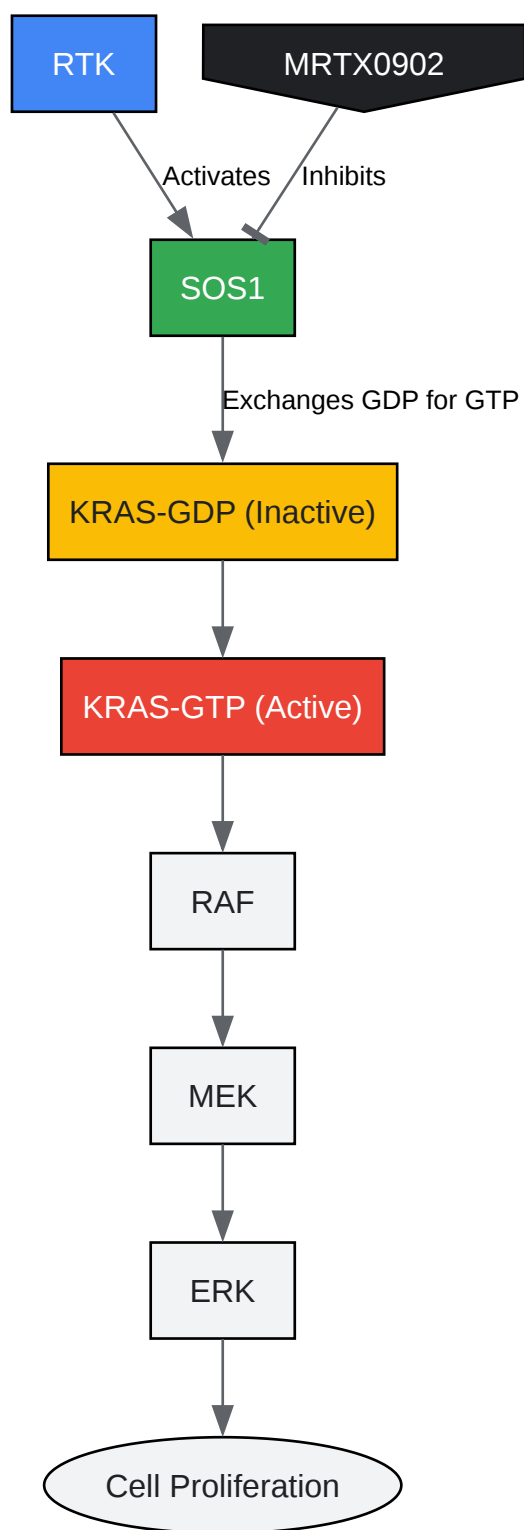 RTK
MRTX0902
Activates
Inhibits
SOS1
Exchanges GDP for GTP
KRAS-GDP (Inactive)
KRAS-GTP (Active)
RAF
MEK
ERK
Cell Proliferation